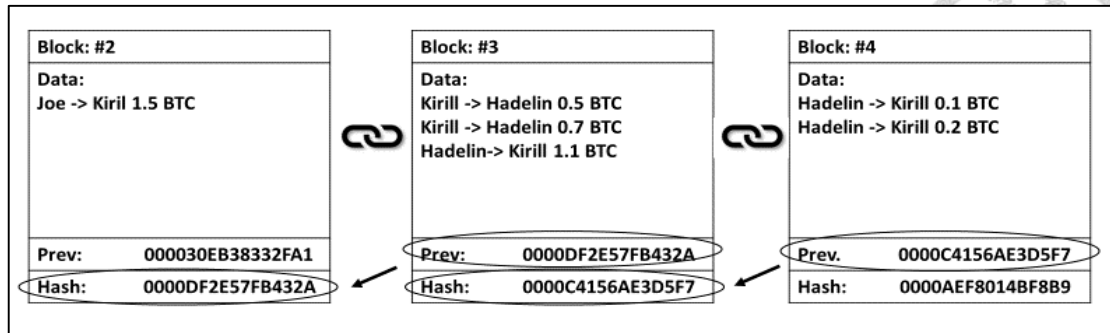 Block: #2
Data:
Joe -> Kiril 1.5 BTC
Prev: 000030EB38332FA1
Hash: 0000DF2E57FB432A
Block: #3
Data:
Kirill -> Hadelin 0.5 BTC
Kirill -> Hadelin 0.7 BTC
Hadelin-> Kirill 1.1 BTC
Prev: 0000DF2E57FB432A
Hash: 0000C4156AE3D5F7
Block: #4
Data:
Hadelin -> Kirill 0.1 BTC
Hadelin -> Kirill 0.2 BTC
Prev. 0000C4156AE3D5F7
Hash: 0000AEF8014BF8B9